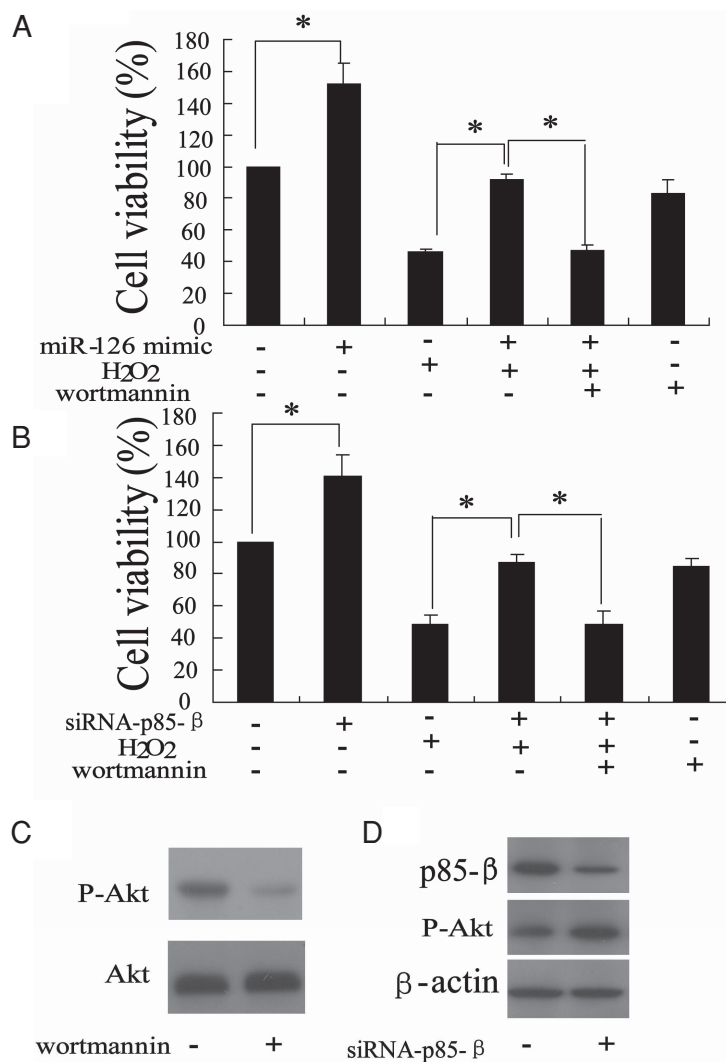 A
Cell viability (%)
180
160
140
120
100
80
60
40
20
0
*
*
*
miR-126 mimic - + - + + -
H2O2 - - + + + -
wortmannin - - - - + +
B
Cell viability (%)
180
160
140
120
100
80
60
40
20
0
*
*
*
siRNA-p85-β - + - + + -
H2O2 - - + + + -
wortmannin - - - - + +
C
P-Akt
Akt
wortmannin - +
D
p85-β
P-Akt
β-actin
siRNA-p85-β - +